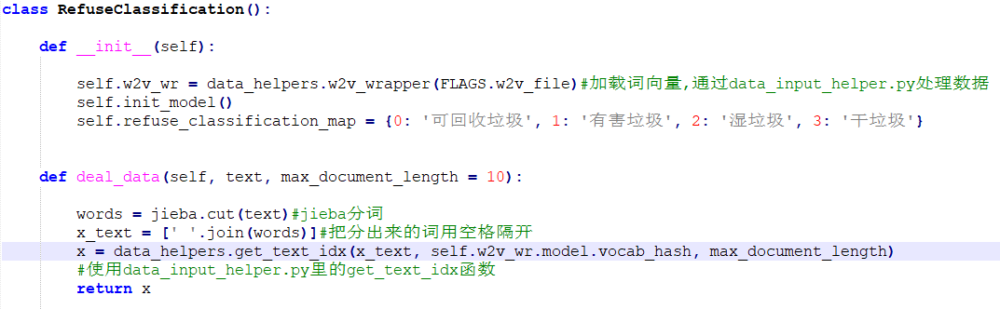 class RefuseClassification():
def __init__(self):
self.w2v_wr = data_helpers.w2v_wrapper(FLAGS.w2v_file)#加载词向量,通过data_input_helper.py处理数据
self.init_model()
self.refuse_classification_map = {0: '可回收垃圾', 1: '有害垃圾', 2: '湿垃圾', 3: '干垃圾'}
def deal_data(self, text, max_document_length = 10):
words = jieba.cut(text)#jieba分词
x_text = [' '.join(words)]#把分出来的词用空格隔开
x = data_helpers.get_text_idx(x_text, self.w2v_wr.model.vocab_hash, max_document_length)
#使用data_input_helper.py里的get_text_idx函数
return x